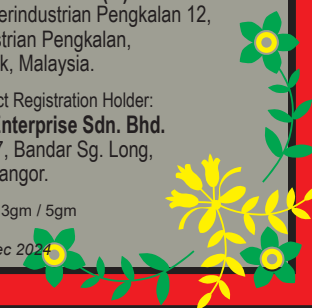 erindustrian Pengkalan 12,
strian Pengkalan,
k, Malaysia.
ct Registration Holder:
Enterprise Sdn. Bhd.
7, Bandar Sg. Long,
angor.
3gm / 5gm
ec 2024